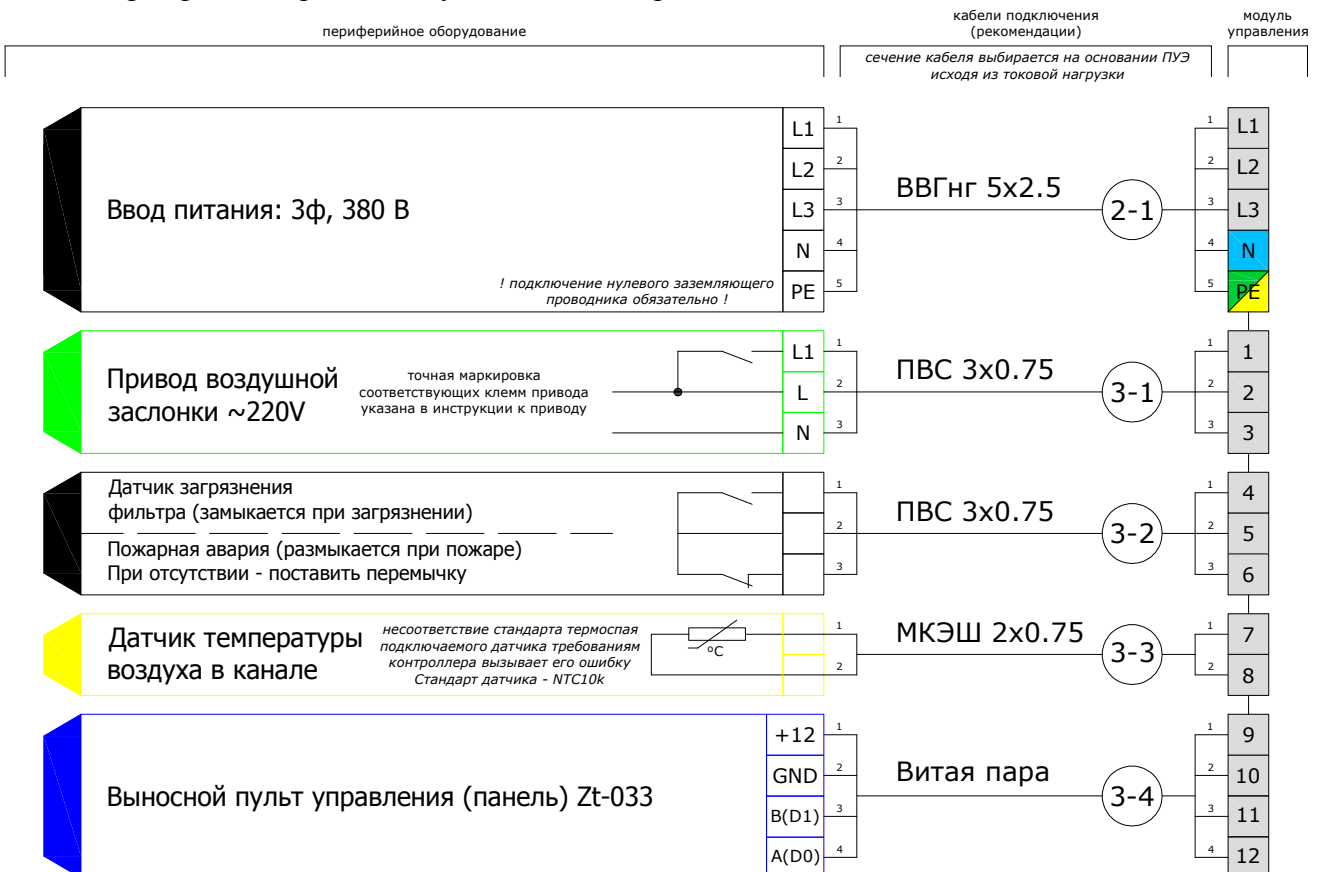 периферийное оборудование
кабели подключения
(рекомендации)
модуль
управления
сечение кабеля выбирается на основании ПУЭ
исходя из токовой нагрузки
Ввод питания: 3ф, 380 В
! подключение нулевого заземляющего
проводника обязательно !
L1
L2
L3
N
PE
1
2
3
4
5
ВВГнг 5x2.5
2-1
1
2
3
4
5
L1
L2
L3
N
PE
Привод воздушной
заслонки ~220V
точная маркировка
соответствующих клемм привода
указана в инструкции к приводу
L1
L
N
1
2
3
ПВС 3x0.75
3-1
1
2
3
1
2
3
Датчик загрязнения
фильтра (замыкается при загрязнении)
Пожарная авария (размыкается при пожаре)
При отсутствии - поставить перемычку
1
2
3
ПВС 3x0.75
3-2
1
2
3
4
5
6
Датчик температуры
воздуха в канале
несоответствие стандарта термоспая
подключаемого датчика требованиям
контроллера вызывает его ошибку
Стандарт датчика - NTC10k
oC
1
2
МКЭШ 2x0.75
3-3
1
2
7
8
Выносной пульт управления (панель) Zt-033
+12
GND
B(D1)
A(D0)
1
2
3
4
Витая пара
3-4
1
2
3
4
9
10
11
12